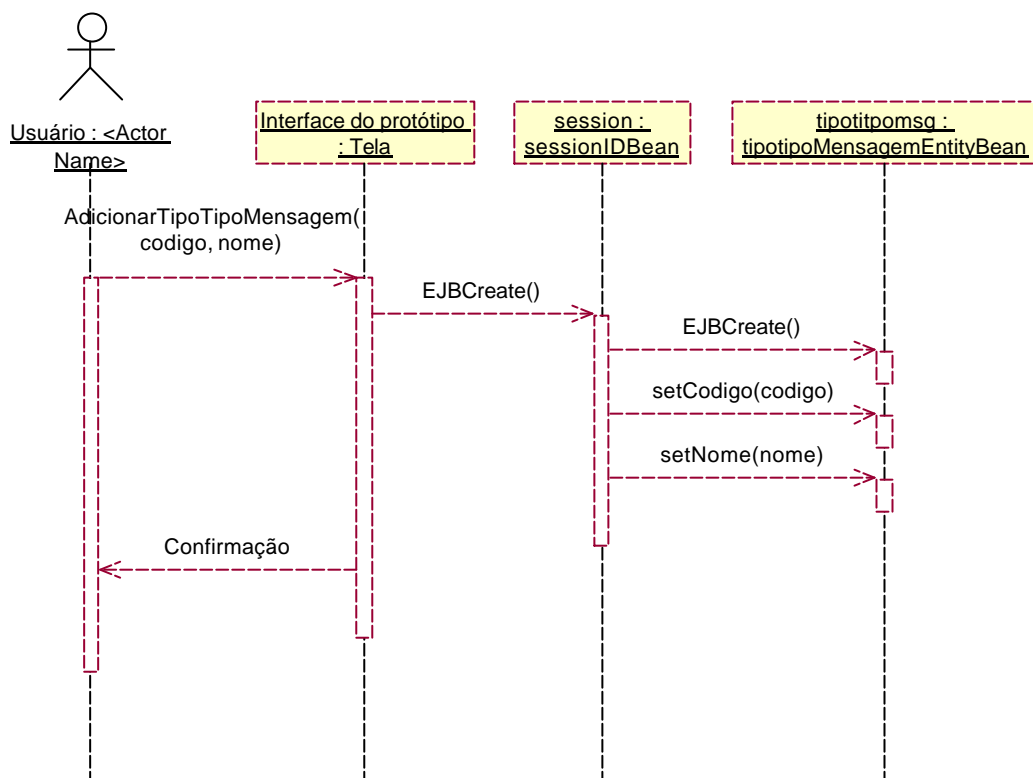 Usuário : <Actor
Name>
Interface do protótipo
: Tela
session :
sessionIDBean
tipotitpomsg :
tipotipoMensagemEntityBean
AdicionarTipoTipoMensagem(
codigo, nome)
EJBCreate()
EJBCreate()
setCodigo(codigo)
setNome(nome)
Confirmação